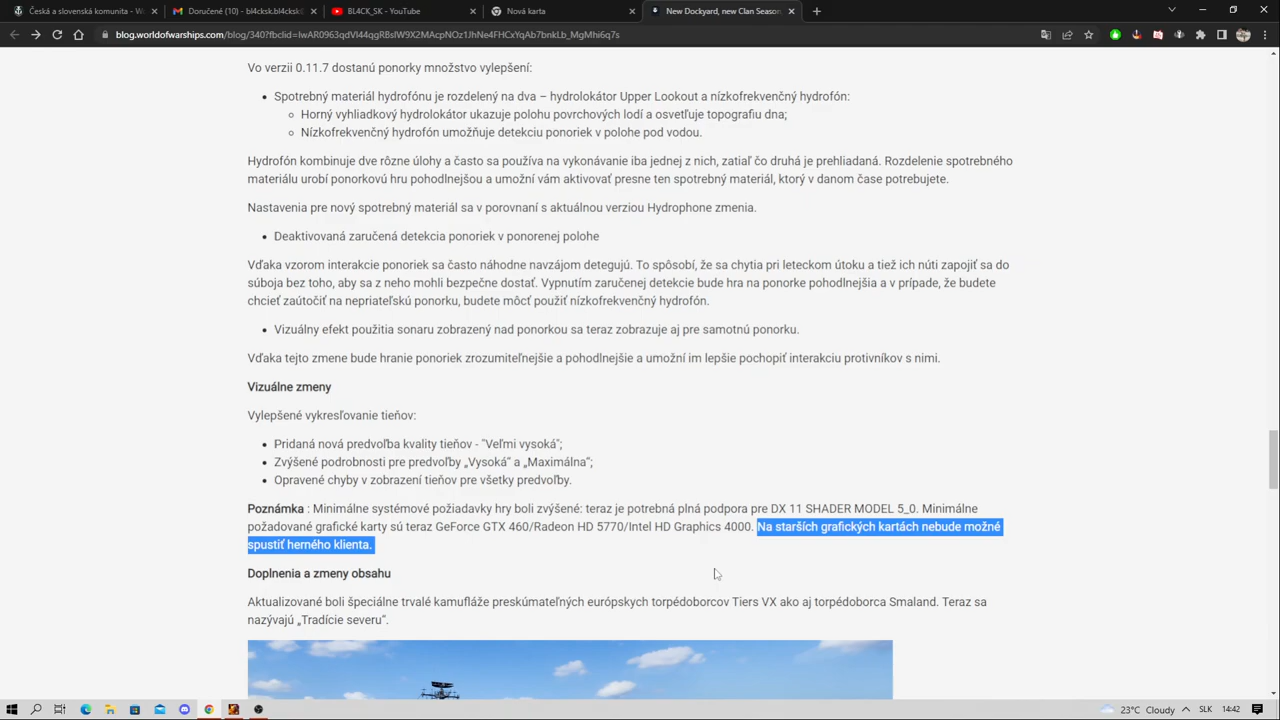 Česká a slovenská komunita - Wo
Doručené (10) - bl4cksk.bl4cksk@
BL4CK_SK - YouTube
Nová karta
New Dockyard, new Clan Season
blog.worldofwarships.com/blog/340?fbclid=IwAR0963qdVI44qgRBsIW9X2MAcpNOz1JhNe4FHCxYqAb7bnkLb_MgMhi6q7s
Vo verzii 0.11.7 dostanú ponorky množstvo vylepšení:
Spotrebný materiál hydrofónu je rozdelený na dva – hydrolokátor Upper Lookout a nízkofrekvenčný hydrofón:
Horný vyhliadkový hydrolokátor ukazuje polohu povrchových lodí a osvetľuje topografiu dna;
Nízkofrekvenčný hydrofón umožňuje detekciu ponoriek v polohe pod vodou.
Hydrofón kombinuje dve rôzne úlohy a často sa používa na vykonávanie iba jednej z nich, zatiaľ čo druhá je prehliadaná. Rozdelenie spotrebného
materiálu urobí ponorkovú hru pohodlnejšou a umožní vám aktivovať presne ten spotrebný materiál, ktorý v danom čase potrebujete.
Nastavenia pre nový spotrebný materiál sa v porovnaní s aktuálnou verziou Hydrophone zmenia.
Deaktivovaná zaručená detekcia ponoriek v ponorenej polohe
Vďaka vzorom interakcie ponoriek sa často náhodne navzájom detegujú. To spôsobí, že sa chytia pri leteckom útoku a tiež ich núti zapojiť sa do
súboja bez toho, aby sa z neho mohli bezpečne dostať. Vypnutím zaručenej detekcie bude hra na ponorke pohodlnejšia a v prípade, že budete
chcieť zaútočiť na nepriateľskú ponorku, budete môcť použiť nízkofrekvenčný hydrofón.
Vizuálny efekt použitia sonaru zobrazený nad ponorkou sa teraz zobrazuje aj pre samotnú ponorku.
Vďaka tejto zmene bude hranie ponoriek zrozumiteľnejšie a pohodlnejšie a umožní im lepšie pochopiť interakciu protivníkov s nimi.
Vizuálne zmeny
Vylepšené vykresľovanie tieňov:
Pridaná nová predvoľba kvality tieňov - "Veľmi vysoká";
Zvýšené podrobnosti pre predvoľby „Vysoká“ a „Maximálna“;
Opravené chyby v zobrazení tieňov pre všetky predvoľby.
Poznámka : Minimálne systémové požiadavky hry boli zvýšené: teraz je potrebná plná podpora pre DX 11 SHADER MODEL 5_0. Minimálne
požadované grafické karty sú teraz GeForce GTX 460/Radeon HD 5770/Intel HD Graphics 4000. Na starších grafických kartách nebude možné
spustiť herného klienta.
Doplnenia a zmeny obsahu
Aktualizované boli špeciálne trvalé kamufláže preskúmateľných európskych torpédoborcov Tiers VX ako aj torpédoborca Smaland. Teraz sa
nazývajú „Tradície severu“.
23°C Cloudy
SLK
14:42